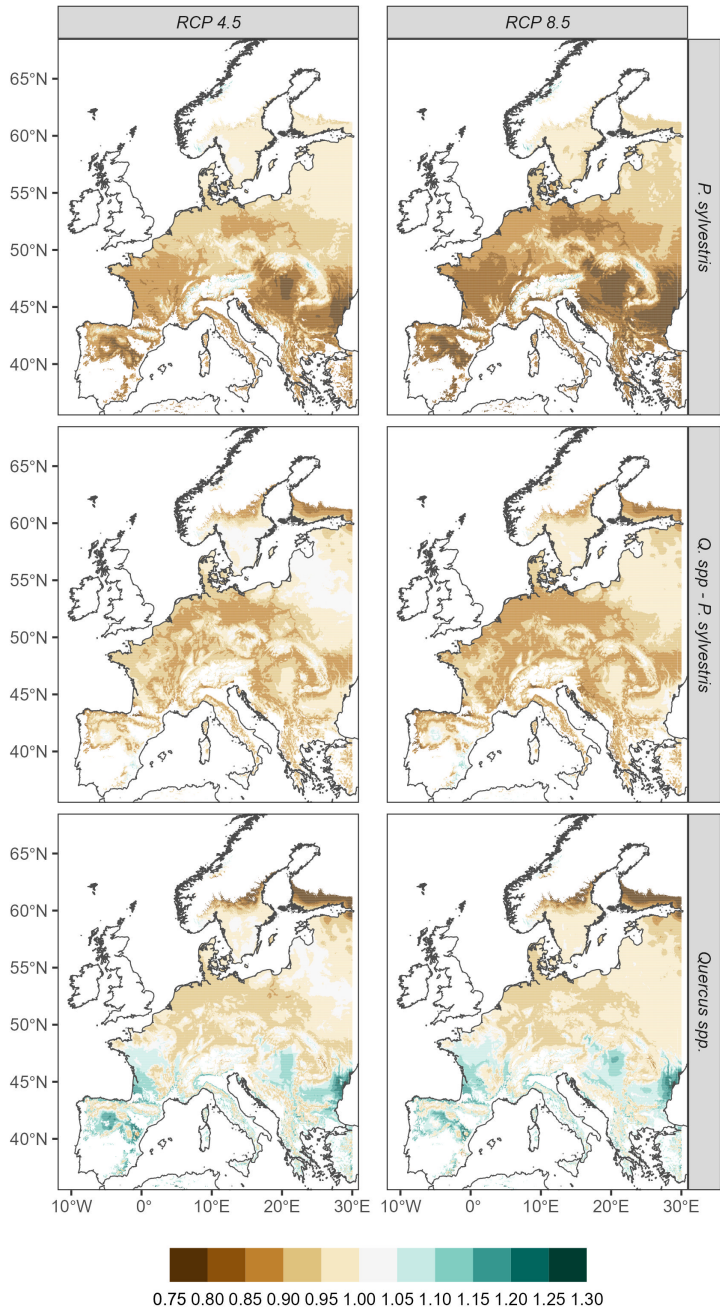 RCP 4.5
RCP 8.5
65°N
60°N
55°N
50°N
45°N
40°N
P. sylvestris
65°N
60°N
55°N
50°N
45°N
40°N
Q. spp - P. sylvestris
65°N
60°N
55°N
50°N
45°N
40°N
Quercus spp.
10°W 0° 10°E 20°E 30°E
10°W 0° 10°E 20°E 30°E
0.75 0.80 0.85 0.90 0.95 1.00 1.05 1.10 1.15 1.20 1.25 1.30